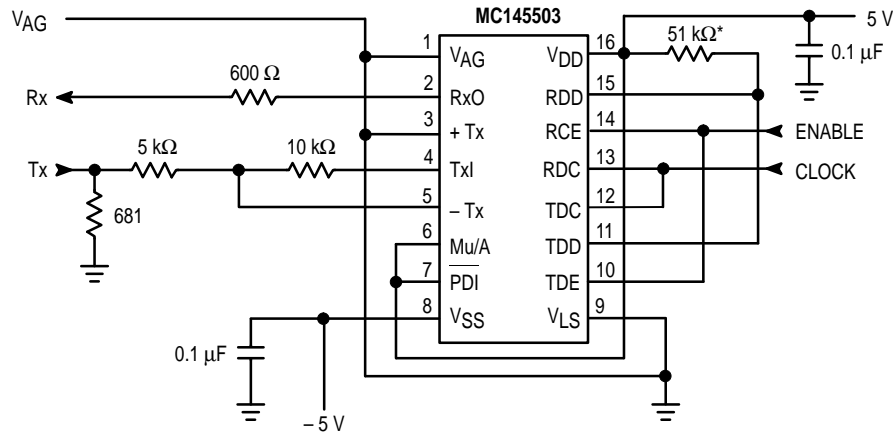 MC145503
VAG
5 V
51 kΩ*
0.1 µF
1
VAG
VDD
16
600 Ω
Rx
2
RxO
RDD
15
3
+ Tx
RCE
14
ENABLE
Tx
5 kΩ
10 kΩ
4
TxI
RDC
13
CLOCK
681
5
– Tx
TDC
12
6
Mu/A
TDD
11
7
PDI
TDE
10
8
VSS
VLS
9
0.1 µF
– 5 V